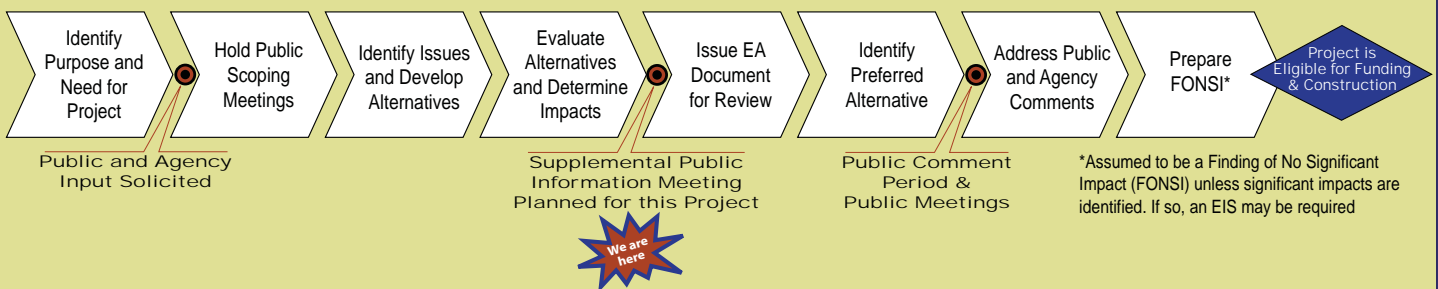 Identify
Purpose and
Need for
Project
Hold Public
Scoping
Meetings
Identify Issues
and Develop
Alternatives
Evaluate
Alternatives
and Determine
Impacts
Issue EA
Document
for Review
Identify
Preferred
Alternative
Address Public
and Agency
Comments
Prepare
FONSI*
Project is
Eligible for Funding
& Construction
Public and Agency
Input Solicited
Supplemental Public
Information Meeting
Planned for this Project
Public Comment
Period &
Public Meetings
*Assumed to be a Finding of No Significant
Impact (FONSI) unless significant impacts are
identified. If so, an EIS may be required
We are
here